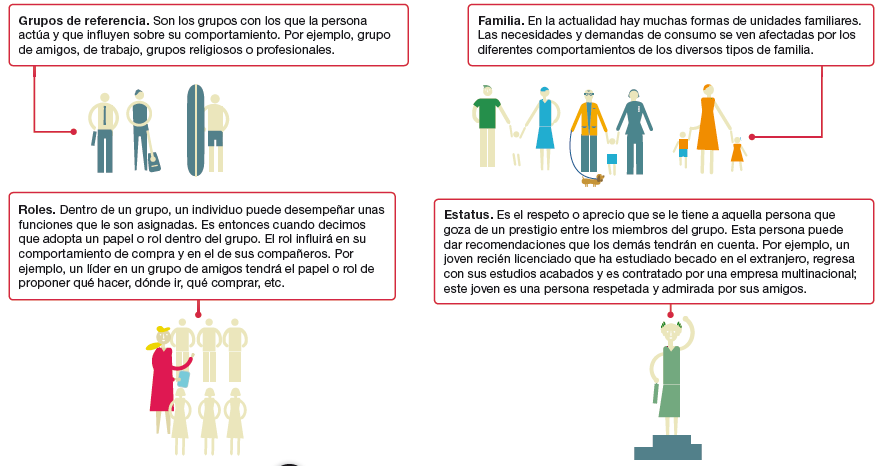 Grupos de referencia. Son los grupos con los que la persona
actúa y que influyen sobre su comportamiento. Por ejemplo, grupo
de amigos, de trabajo, grupos religiosos o profesionales.
Familia. En la actualidad hay muchas formas de unidades familiares.
Las necesidades y demandas de consumo se ven afectadas por los
diferentes comportamientos de los diversos tipos de familia.
Roles. Dentro de un grupo, un individuo puede desempeñar unas
funciones que le son asignadas. Es entonces cuando decimos
que adopta un papel o rol dentro del grupo. El rol influirá en su
comportamiento de compra y en el de sus compañeros. Por
ejemplo, un líder en un grupo de amigos tendrá el papel o rol de
proponer qué hacer, dónde ir, qué comprar, etc.
Estatus. Es el respeto o aprecio que se le tiene a aquella persona que
goza de un prestigio entre los miembros del grupo. Esta persona puede
dar recomendaciones que los demás tendrán en cuenta. Por ejemplo, un
joven recién licenciado que ha estudiado becado en el extranjero, regresa
con sus estudios acabados y es contratado por una empresa multinacional;
este joven es una persona respetada y admirada por sus amigos.